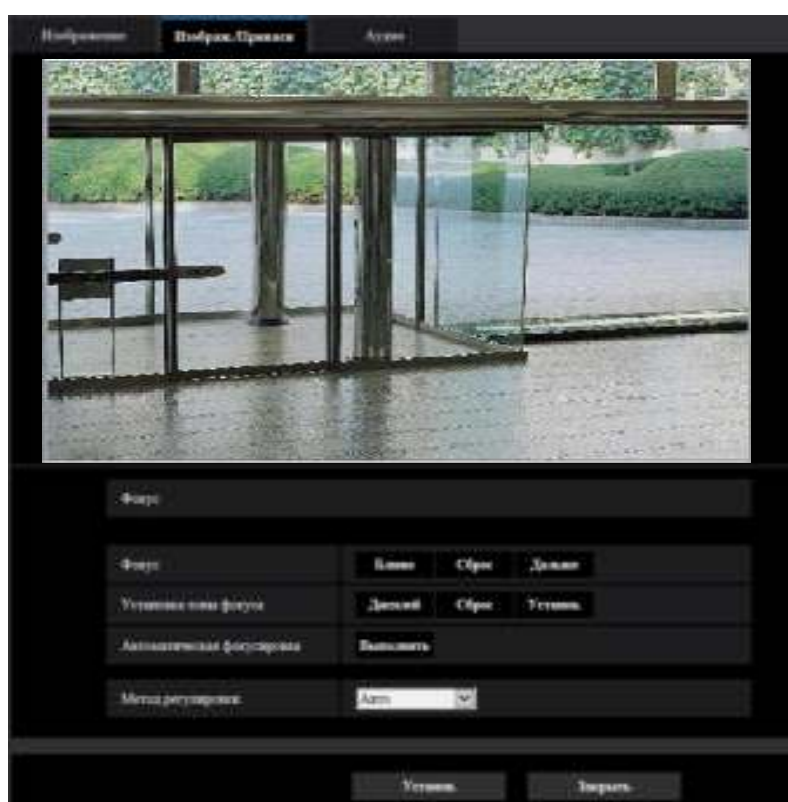 Изображение Изображ./Привязк Аудио
Фокус
Фокус Ближе Сброс Дальше
Установка зоны фокуса Дисплей Сброс Установ.
Автоматическая фокусировка Выполнить
Метод регулировки Авто
Установ. Закрыть